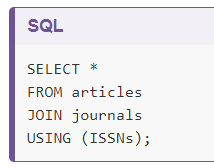 SQL
SELECT *
FROM articles
JOIN journals
USING (ISSNs);